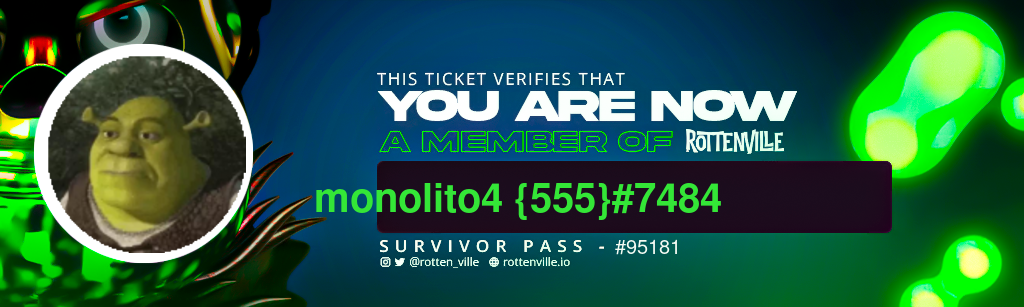 THIS TICKET VERIFIES THAT
YOU ARE NOW
A MEMBER OF ROTTENVILLE
monolito4 {555}#7484
SURVIVOR PASS - #95181
@rotten_ville rottenville.io